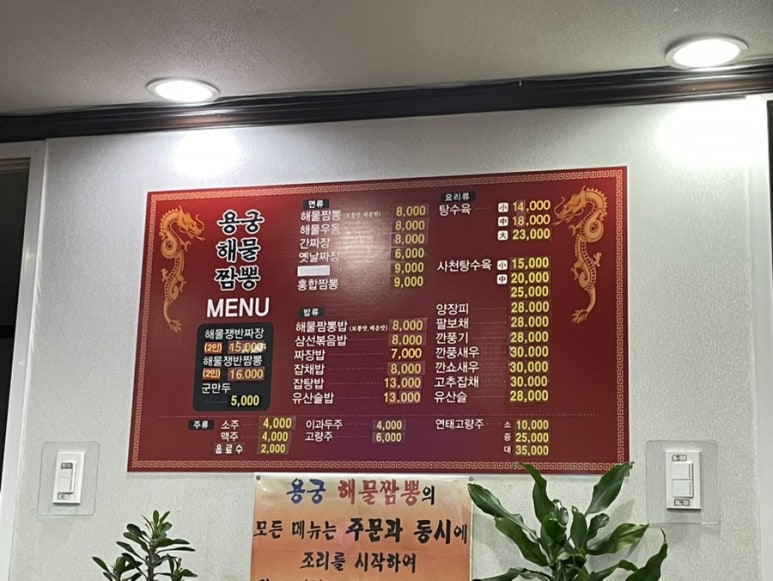 용궁
해물
짬뽕
MENU
해물쟁반짜장
(2인) 15,000
해물쟁반짬뽕
(2인) 16,000
군만두
5,000
면류
해물짬뽕 (보통맛, 매운맛) 8,000
해물우동 8,000
간짜장 8,000
옛날짜장 6,000
9,000
홍합짬뽕 9,000
밥류
해물짬뽕밥 (보통맛, 매운맛) 8,000
삼선볶음밥 8,000
짜장밥 7,000
잡채밥 8,000
잡탕밥 13,000
유산슬밥 13,000
요리류
탕수육 小 14,000
中 18,000
大 23,000
사천탕수육 小 15,000
中 20,000
25,000
양장피 28,000
팔보채 28,000
깐풍기 28,000
깐풍새우 30,000
깐쇼새우 30,000
고추잡채 30,000
유산슬 28,000
주류 소주 4,000 이과두주 4,000 연태고량주 소 10,000
맥주 4,000 고량주 6,000 중 25,000
음료수 2,000 대 35,000
용궁 해물짬뽕의
모든 메뉴는 주문과 동시에
조리를 시작하여